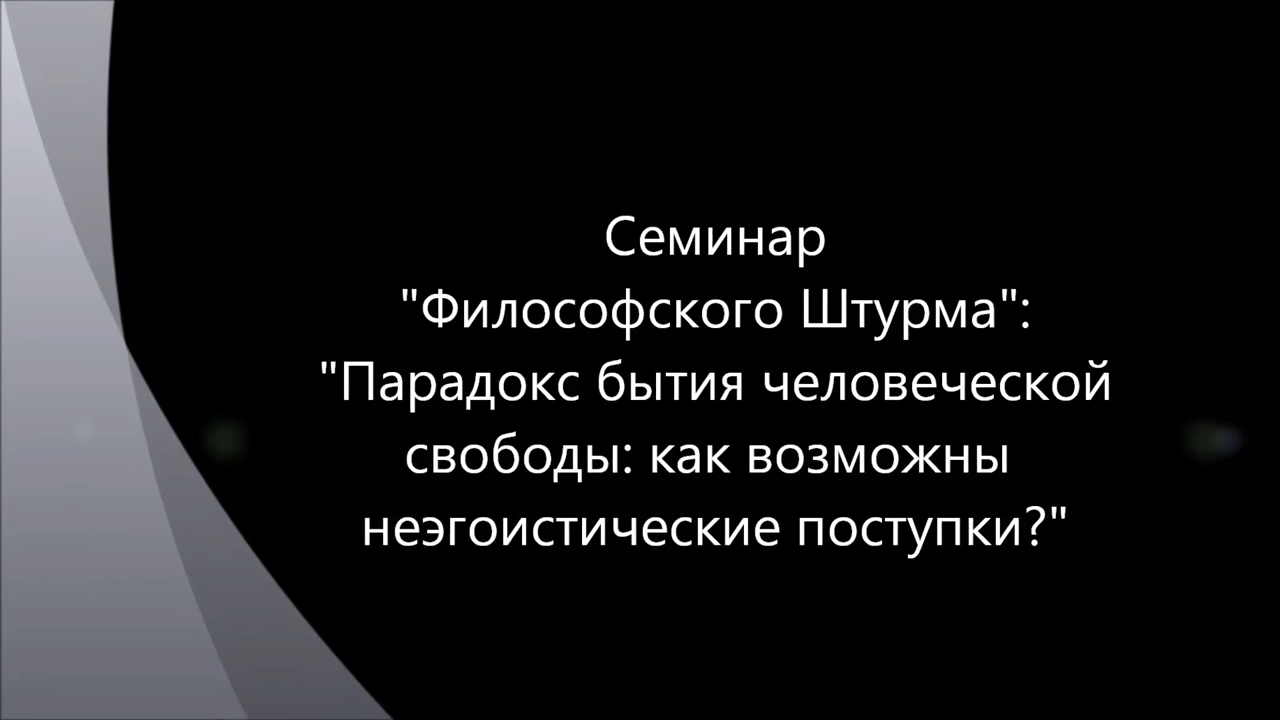 Семинар
"Философского Штурма":
"Парадокс бытия человеческой
свободы: как возможны
неэгоистические поступки?"